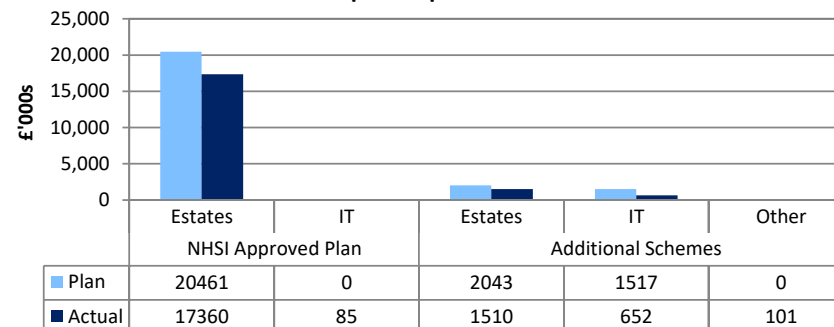 25,000
20,000
15,000
10,000
5,000
0
£'000s
Estates IT Estates IT Other
NHSI Approved Plan Additional Schemes
Plan 20461 0 2043 1517 0
Actual 17360 85 1510 652 101